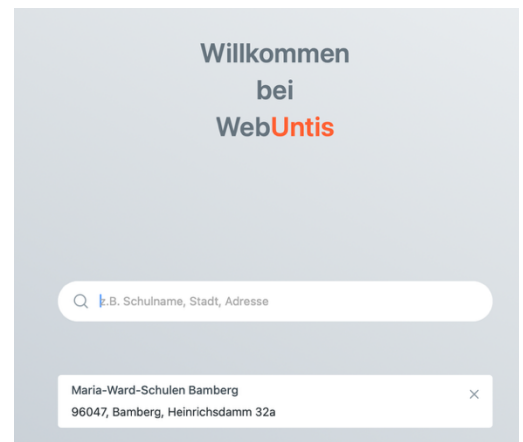 Willkommen
bei
WebUntis
z.B. Schulname, Stadt, Adresse
Maria-Ward-Schulen Bamberg
96047, Bamberg, Heinrichsdamm 32a